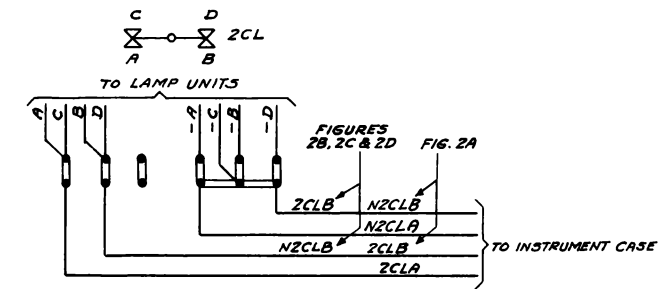 C D
2CL
A B
TO LAMP UNITS
A C B D -A -C -B -D
FIGURES
2B, 2C & 2D
FIG. 2A
2CLB N2CLB
N2CLA
N2CLB 2CLB
TO INSTRUMENT CASE
2CLA